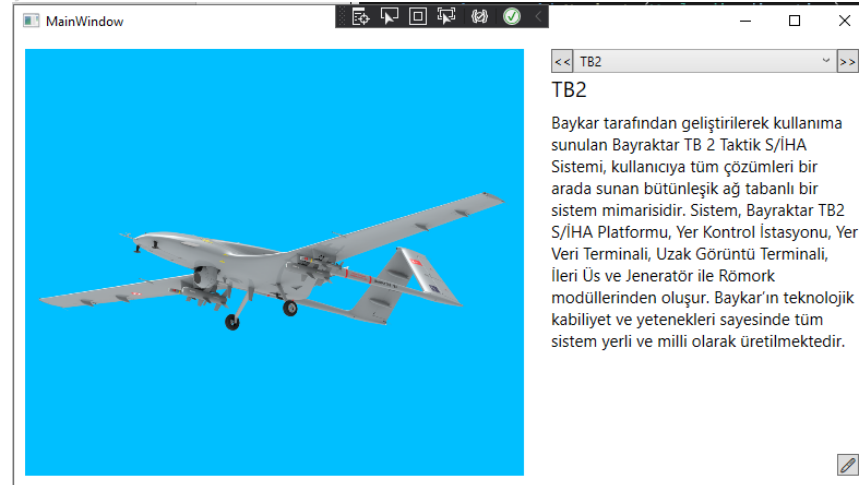 MainWindow
<< TB2 >>
TB2
Baykar tarafından geliştirilerek kullanıma
sunulan Bayraktar TB 2 Taktik S/İHA
Sistemi, kullanıcıya tüm çözümleri bir
arada sunan bütünleşik ağ tabanlı bir
sistem mimarisidir. Sistem, Bayraktar TB2
S/İHA Platformu, Yer Kontrol İstasyonu, Yer
Veri Terminali, Uzak Görüntü Terminali,
İleri Üs ve Jeneratör ile Römork
modüllerinden oluşur. Baykar'ın teknolojik
kabiliyet ve yetenekleri sayesinde tüm
sistem yerli ve milli olarak üretilmektedir.